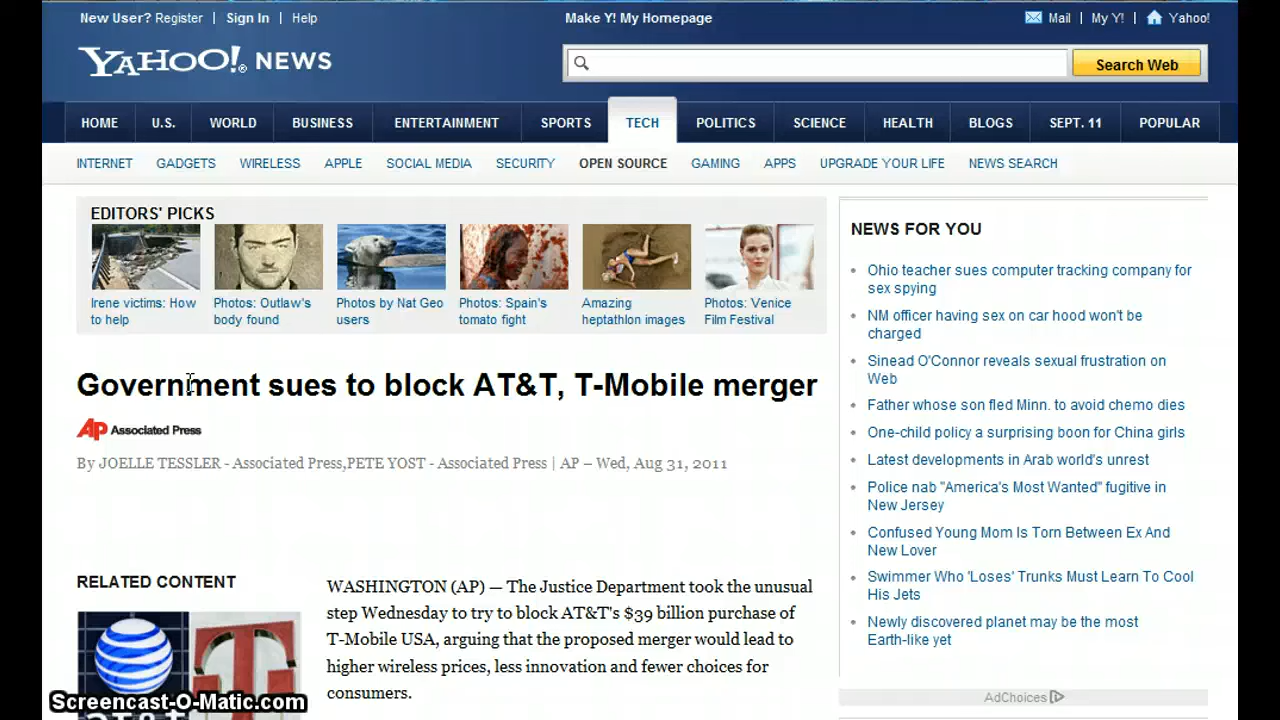 New User? Register | Sign In | Help
Make Y! My Homepage
Mail | My Y! | Yahoo!
YAHOO!® NEWS
Search Web
HOME U.S. WORLD BUSINESS ENTERTAINMENT SPORTS TECH POLITICS SCIENCE HEALTH BLOGS SEPT. 11 POPULAR
INTERNET GADGETS WIRELESS APPLE SOCIAL MEDIA SECURITY OPEN SOURCE GAMING APPS UPGRADE YOUR LIFE NEWS SEARCH
EDITORS' PICKS
Irene victims: How
to help
Photos: Outlaw's
body found
Photos by Nat Geo
users
Photos: Spain's
tomato fight
Amazing
heptathlon images
Photos: Venice
Film Festival
Government sues to block AT&T, T-Mobile merger
AP Associated Press
By JOELLE TESSLER - Associated Press,PETE YOST - Associated Press | AP – Wed, Aug 31, 2011
RELATED CONTENT
at&t
T
WASHINGTON (AP) — The Justice Department took the unusual
step Wednesday to try to block AT&T's $39 billion purchase of
T-Mobile USA, arguing that the proposed merger would lead to
higher wireless prices, less innovation and fewer choices for
consumers.
NEWS FOR YOU
Ohio teacher sues computer tracking company for
sex spying
NM officer having sex on car hood won't be
charged
Sinead O'Connor reveals sexual frustration on
Web
Father whose son fled Minn. to avoid chemo dies
One-child policy a surprising boon for China girls
Latest developments in Arab world's unrest
Police nab "America's Most Wanted" fugitive in
New Jersey
Confused Young Mom Is Torn Between Ex And
New Lover
Swimmer Who 'Loses' Trunks Must Learn To Cool
His Jets
Newly discovered planet may be the most
Earth-like yet
AdChoices
Screencast-O-Matic.com